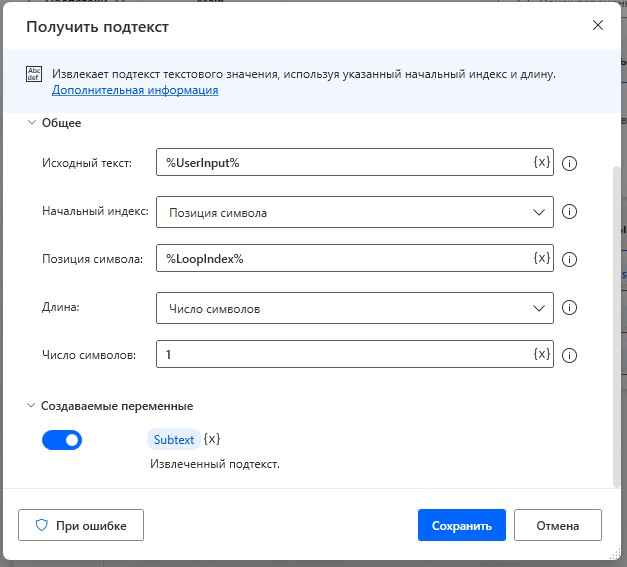 Получить подтекст
Abc
def
Извлекает подтекст текстового значения, используя указанный начальный индекс и длину.
Дополнительная информация
Общее
Исходный текст: %UserInput% {x}
Начальный индекс: Позиция символа
Позиция символа: %LoopIndex% {x}
Длина: Число символов
Число символов: 1 {x}
Создаваемые переменные
Subtext {x}
Извлеченный подтекст.
При ошибке Сохранить Отмена